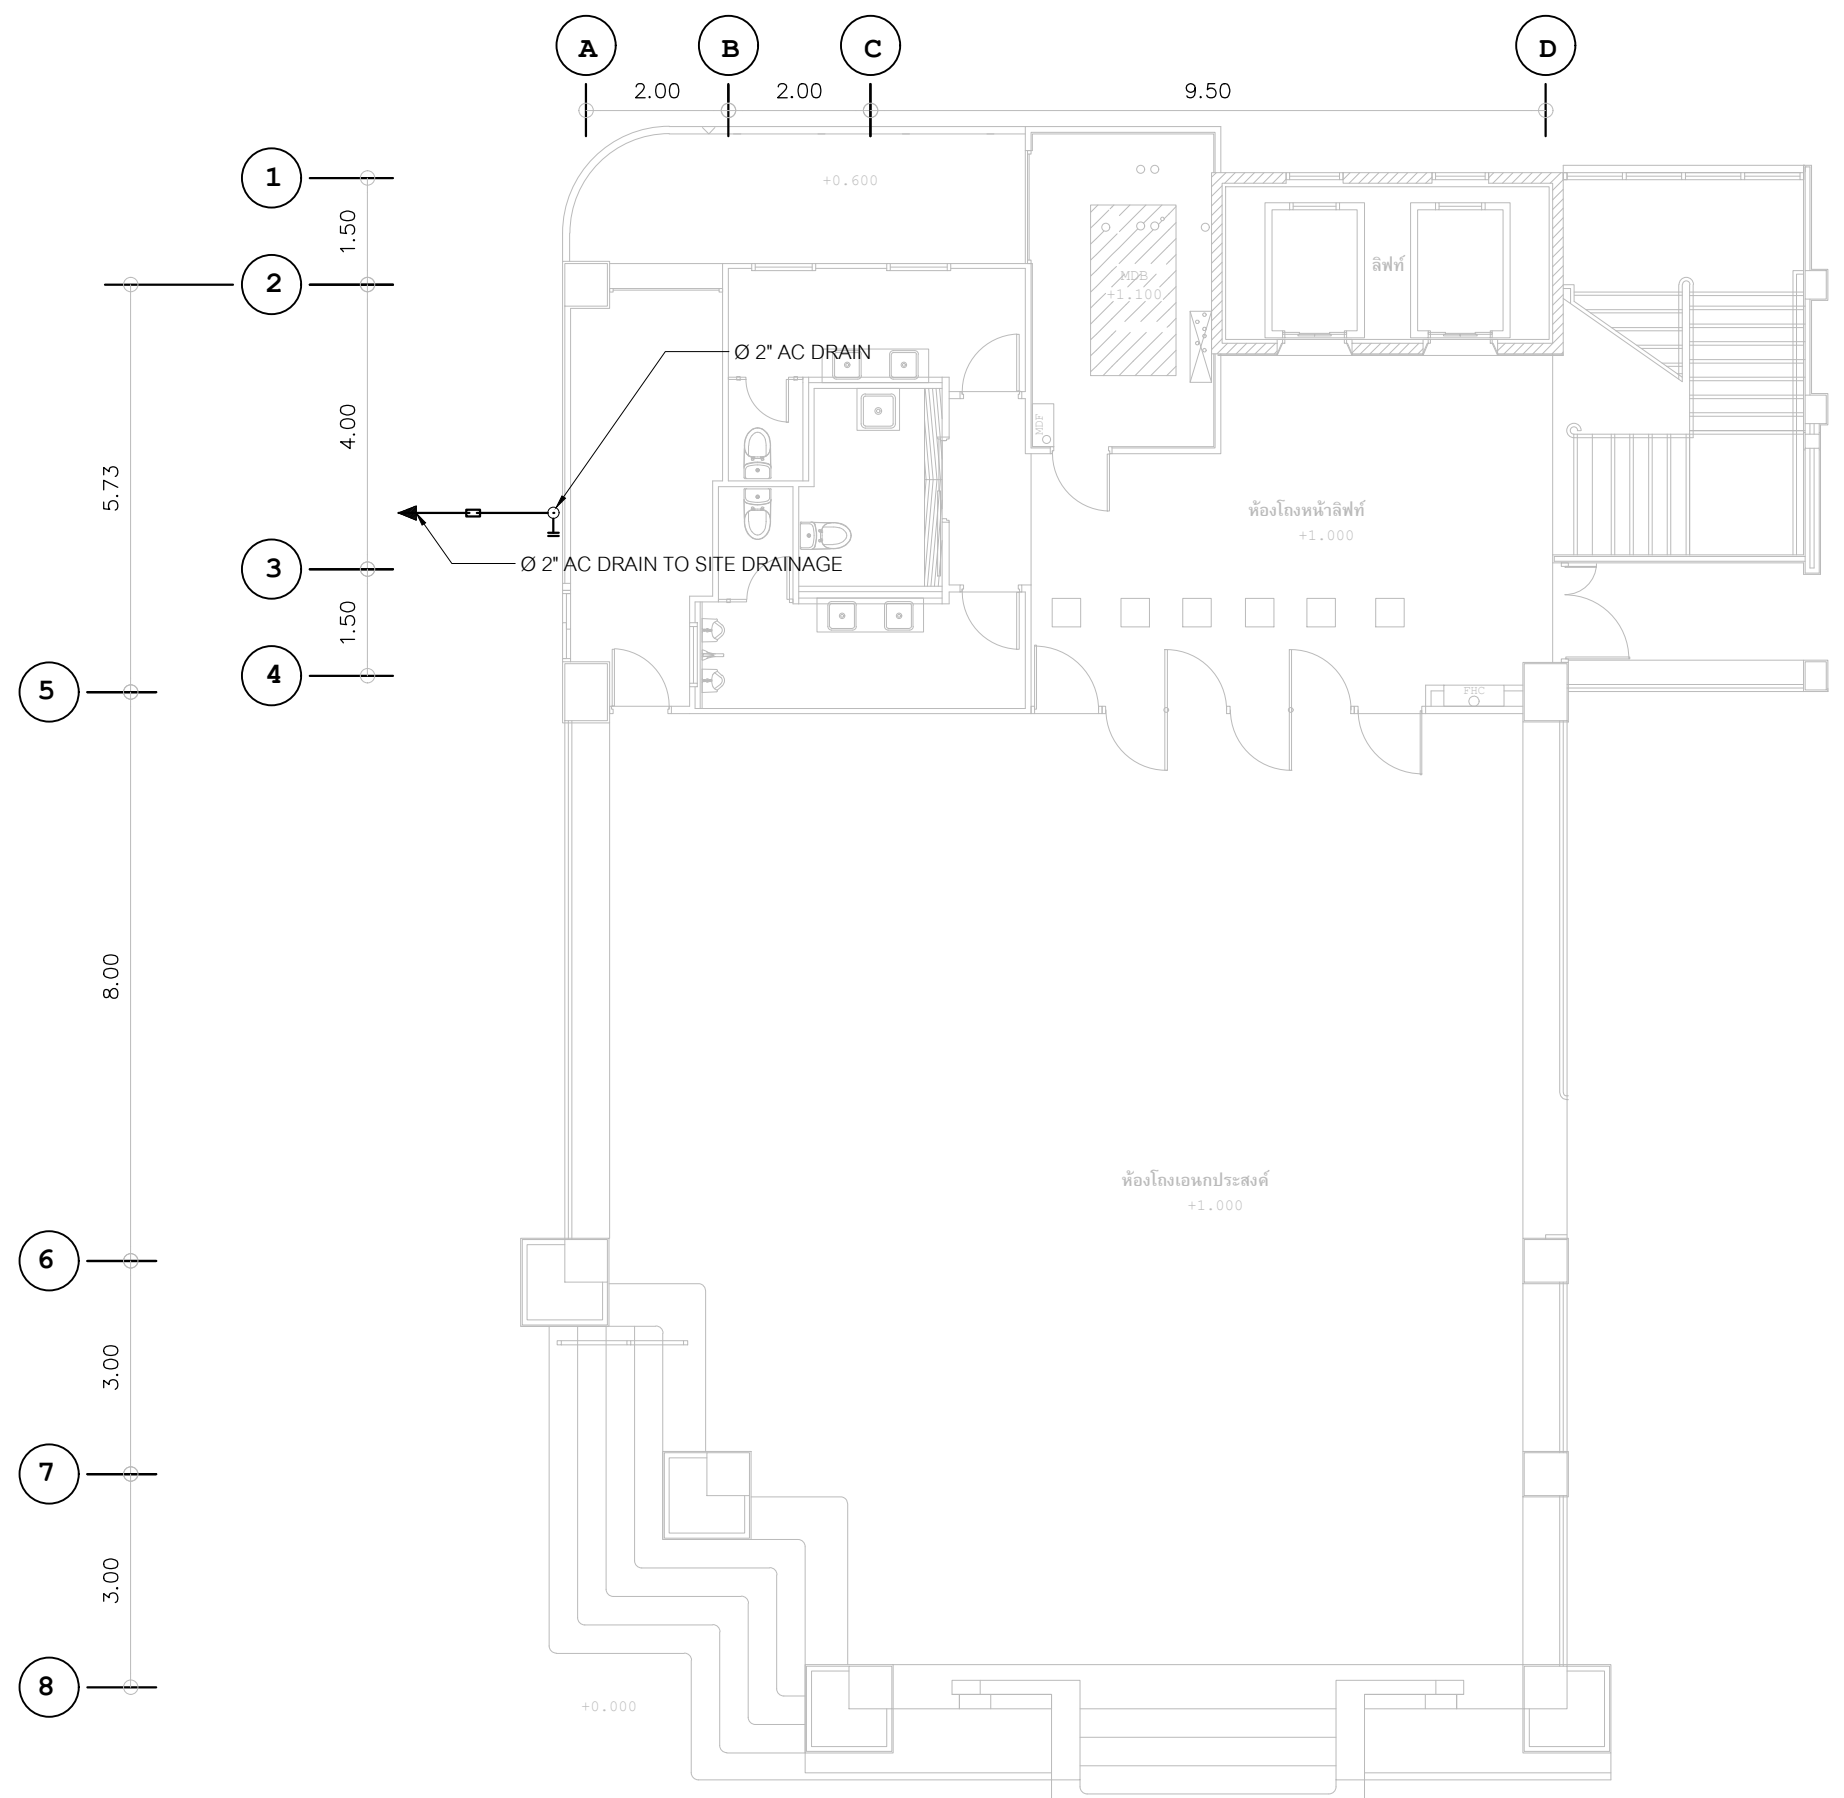 A
B
C
D
2.00
2.00
9.50
1
+0.600
1.50
2
ลิฟท์
MDB
+1.100
Ø 2" AC DRAIN
4.00
MDF
5.73
ห้องโถงหน้าลิฟท์
+1.000
Ø 2" AC DRAIN TO SITE DRAINAGE
3
1.50
4
5
FHC
8.00
ห้องโถงเอนกประสงค์
+1.000
6
3.00
7
3.00
8
+0.000